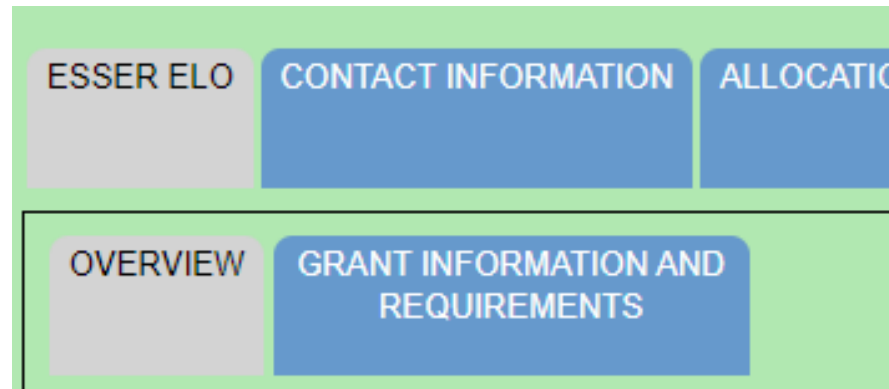 ESSER ELO CONTACT INFORMATION
OVERVIEW GRANT INFORMATION AND
REQUIREMENTS